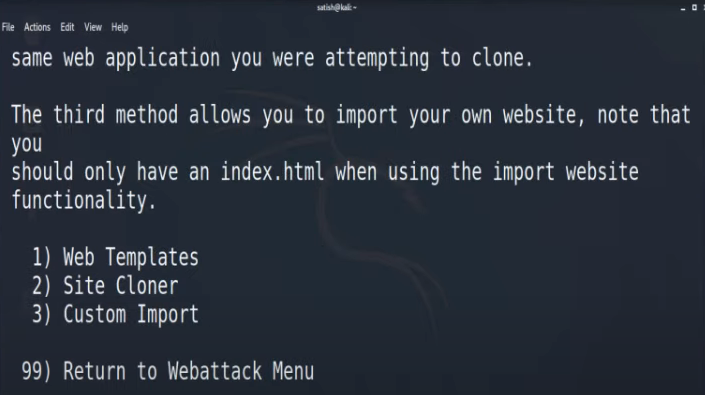 satish@kali: ~
File Actions Edit View Help
same web application you were attempting to clone.
The third method allows you to import your own website, note that
you
should only have an index.html when using the import website
functionality.
1) Web Templates
2) Site Cloner
3) Custom Import
99) Return to Webattack Menu